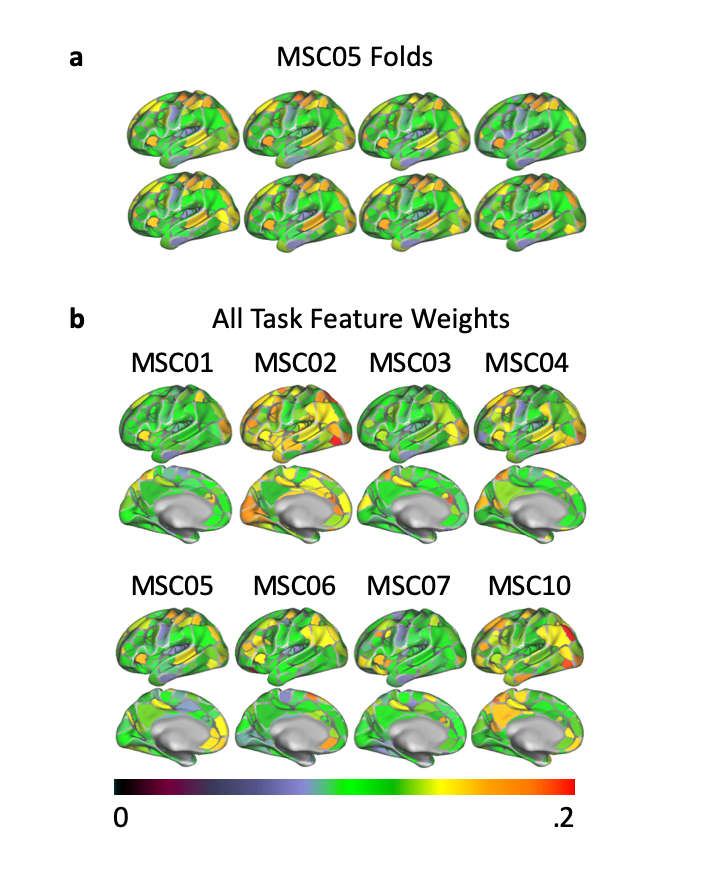 a MSC05 Folds
b All Task Feature Weights
MSC01 MSC02 MSC03 MSC04
MSC05 MSC06 MSC07 MSC10
0 .2